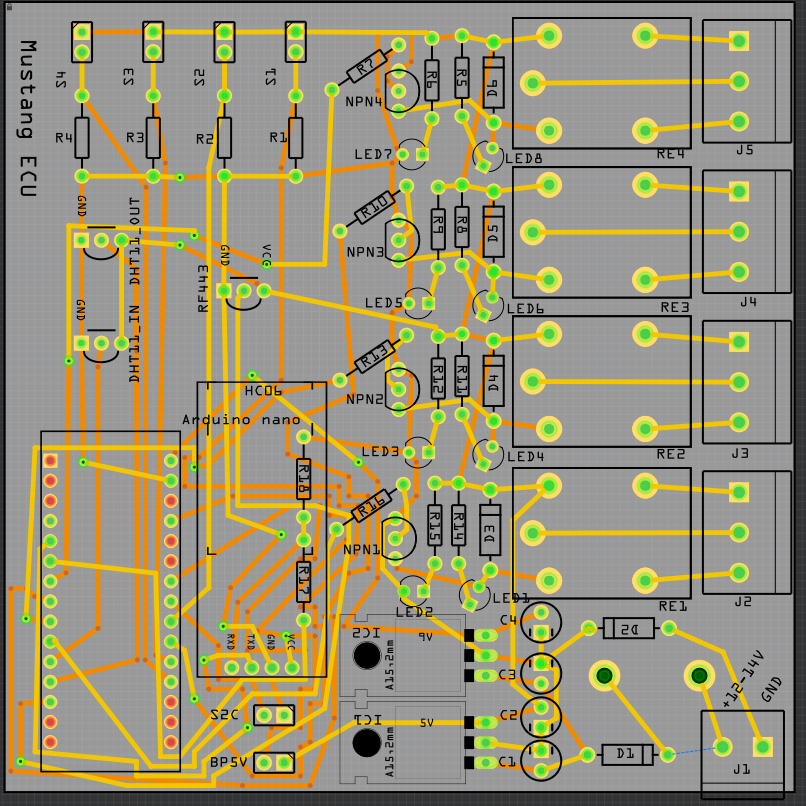 Mustang ECU
S4
S3
S2
S1
R4
R3
R2
R1
R7
NPN4
R6
R5
D6
LED7
LED8
RE4
J5
GND
DHT11_OUT
GND
VCC
RF443
R10
NPN3
R9
R8
D5
LED5
LED6
RE3
J4
GND
DHT11_IN
R13
NPN2
R12
R11
D4
LED3
LED4
RE2
J3
HC06
Arduino nano
R18
R16
NPN1
R15
R14
D3
R17
LED1
LED2
RE1
J2
RXD
TXD
GND
VCC
IC2
9V
A15,2mm
C4
C3
D2
+12-14V
GND
S2C
IC1
5V
A15,2mm
C2
C1
D1
J1
BP5V